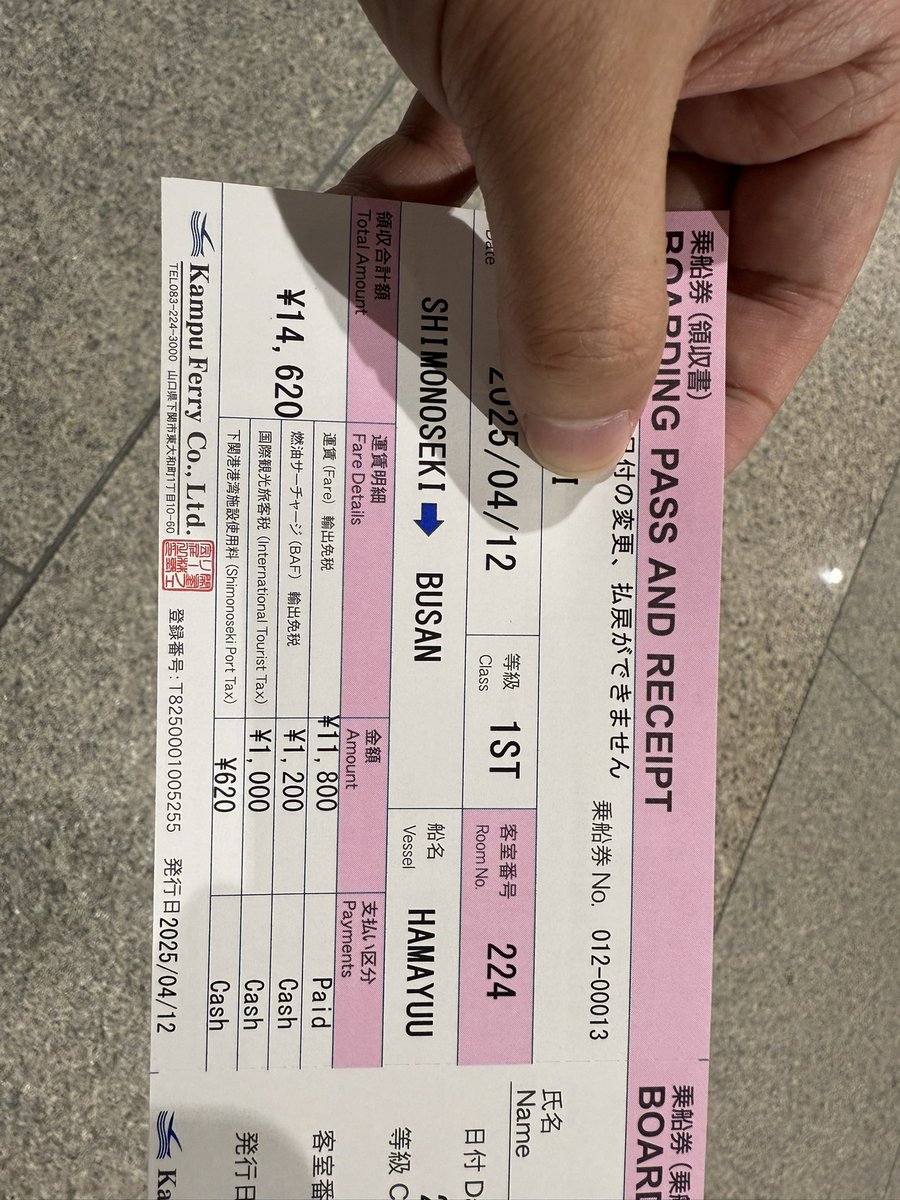 乗船券(領収書)
BOARDING PASS AND RECEIPT
日付の変更、払戻ができません
乗船券 No. 012-00013
I
Date 2025/04/12
等級 Class 1ST
客室番号 Room No. 224
SHIMONOSEKI ➡ BUSAN
船名 Vessel HAMAYUU
領収合計額 Total Amount
運賃明細 Fare Details
金額 Amount
支払い区分 Payments
¥14,620
運賃 (Fare) 輸出免税 ¥11,800 Paid
燃油サーチャージ (BAF) 輸出免税 ¥1,200 Cash
国際観光旅客税 (International Tourist Tax) ¥1,000 Cash
下関港港湾施設使用料 (Shimonoseki Port Tax) ¥620 Cash
Kampu Ferry Co., Ltd.
TEL083-224-3000 山口県下関市東大和町1丁目10-60
登録番号:T8250001005255 発行日2025/04/12
乗船券(乗
BOAR
氏名
Name
日付 Da
2
等級 C
客室番
発行日
Ka